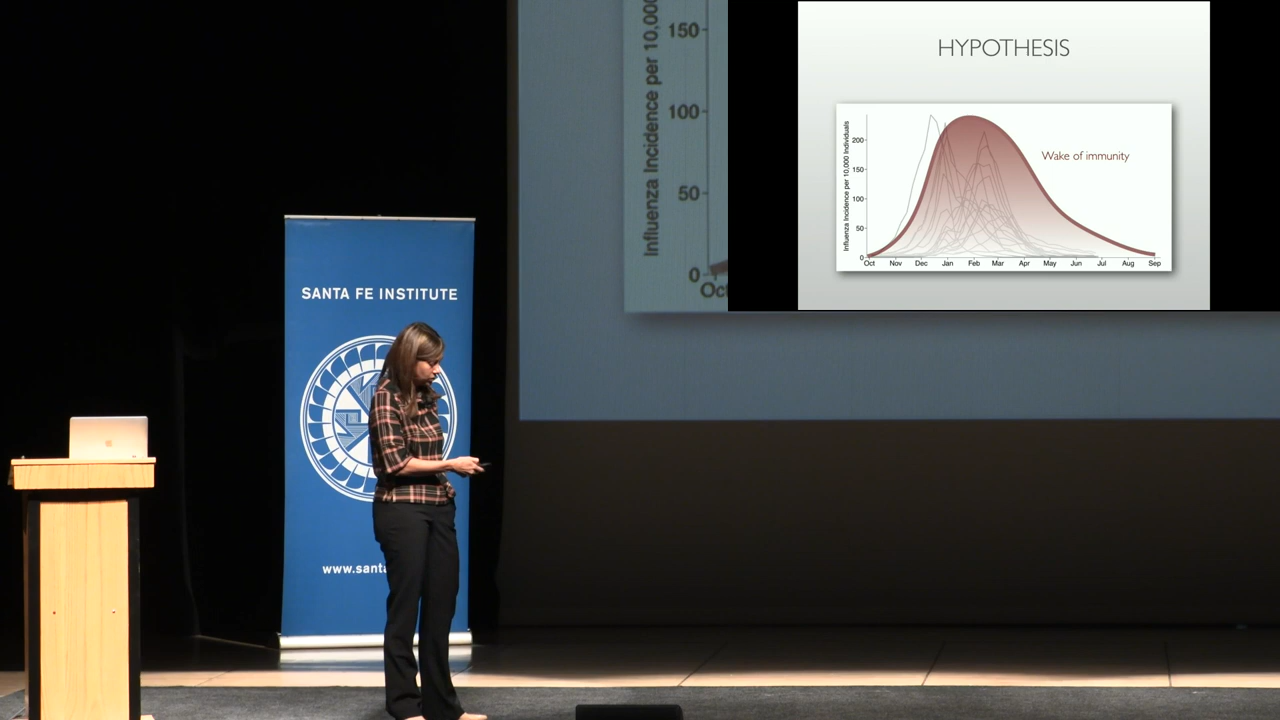 HYPOTHESIS
Influenza Incidence per 10,000 Individuals
200
150
100
50
0
Wake of immunity
Oct Nov Dec Jan Feb Mar Apr May Jun Jul Aug Sep
Influenza Incidence per 10,000
150
100
50
0
Oct
SANTA FE INSTITUTE
www.santa